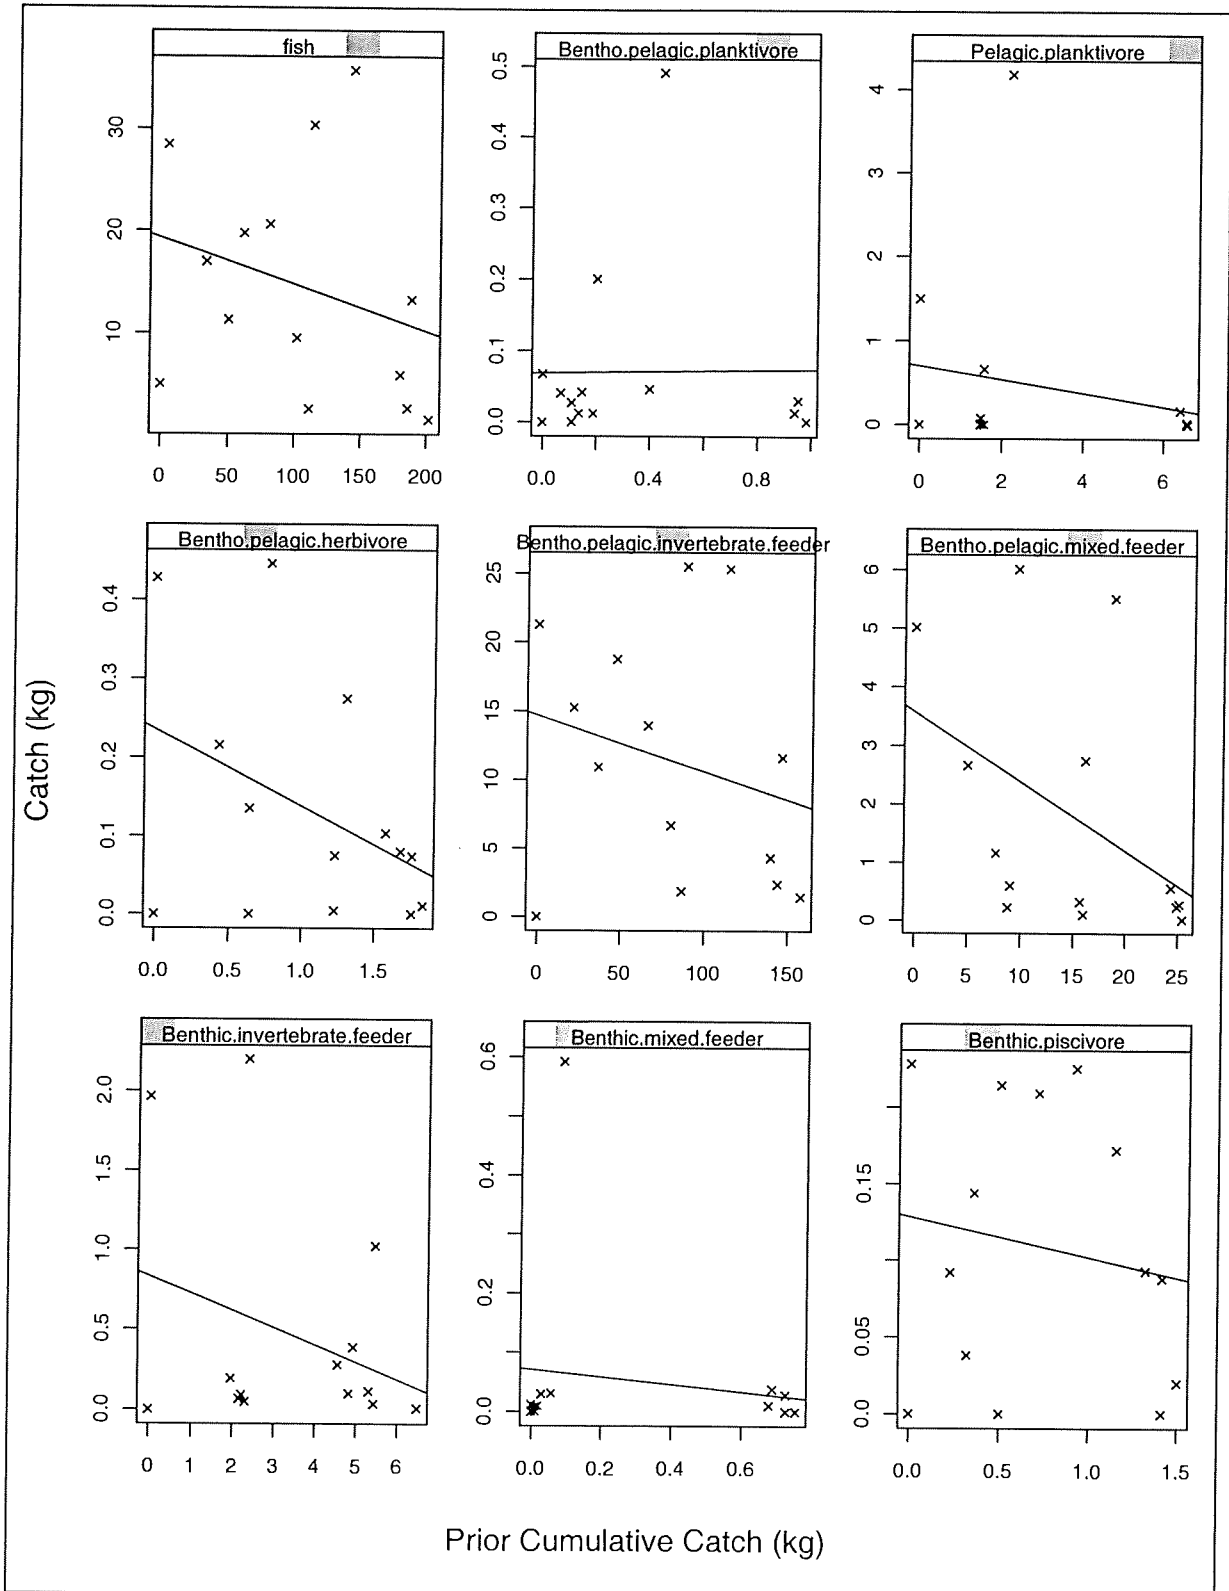 fish
Bentho.pelagic.planktivore
Pelagic.planktivore
10 20 30
0.0 0.1 0.2 0.3 0.4 0.5
0 1 2 3 4
0 50 100 150 200
0.0 0.4 0.8
0 2 4 6
Bentho.pelagic.herbivore
Bentho.pelagic.invertebrate.feeder
Bentho.pelagic.mixed.feeder
Catch (kg)
0.0 0.1 0.2 0.3 0.4
0 5 10 15 20 25
0 1 2 3 4 5 6
0.0 0.5 1.0 1.5
0 50 100 150
0 5 10 15 20 25
Benthic.invertebrate.feeder
Benthic.mixed.feeder
Benthic.piscivore
0.0 0.5 1.0 1.5 2.0
0.0 0.2 0.4 0.6
0.0 0.05 0.15
0 1 2 3 4 5 6
0.0 0.2 0.4 0.6
0.0 0.5 1.0 1.5
Prior Cumulative Catch (kg)